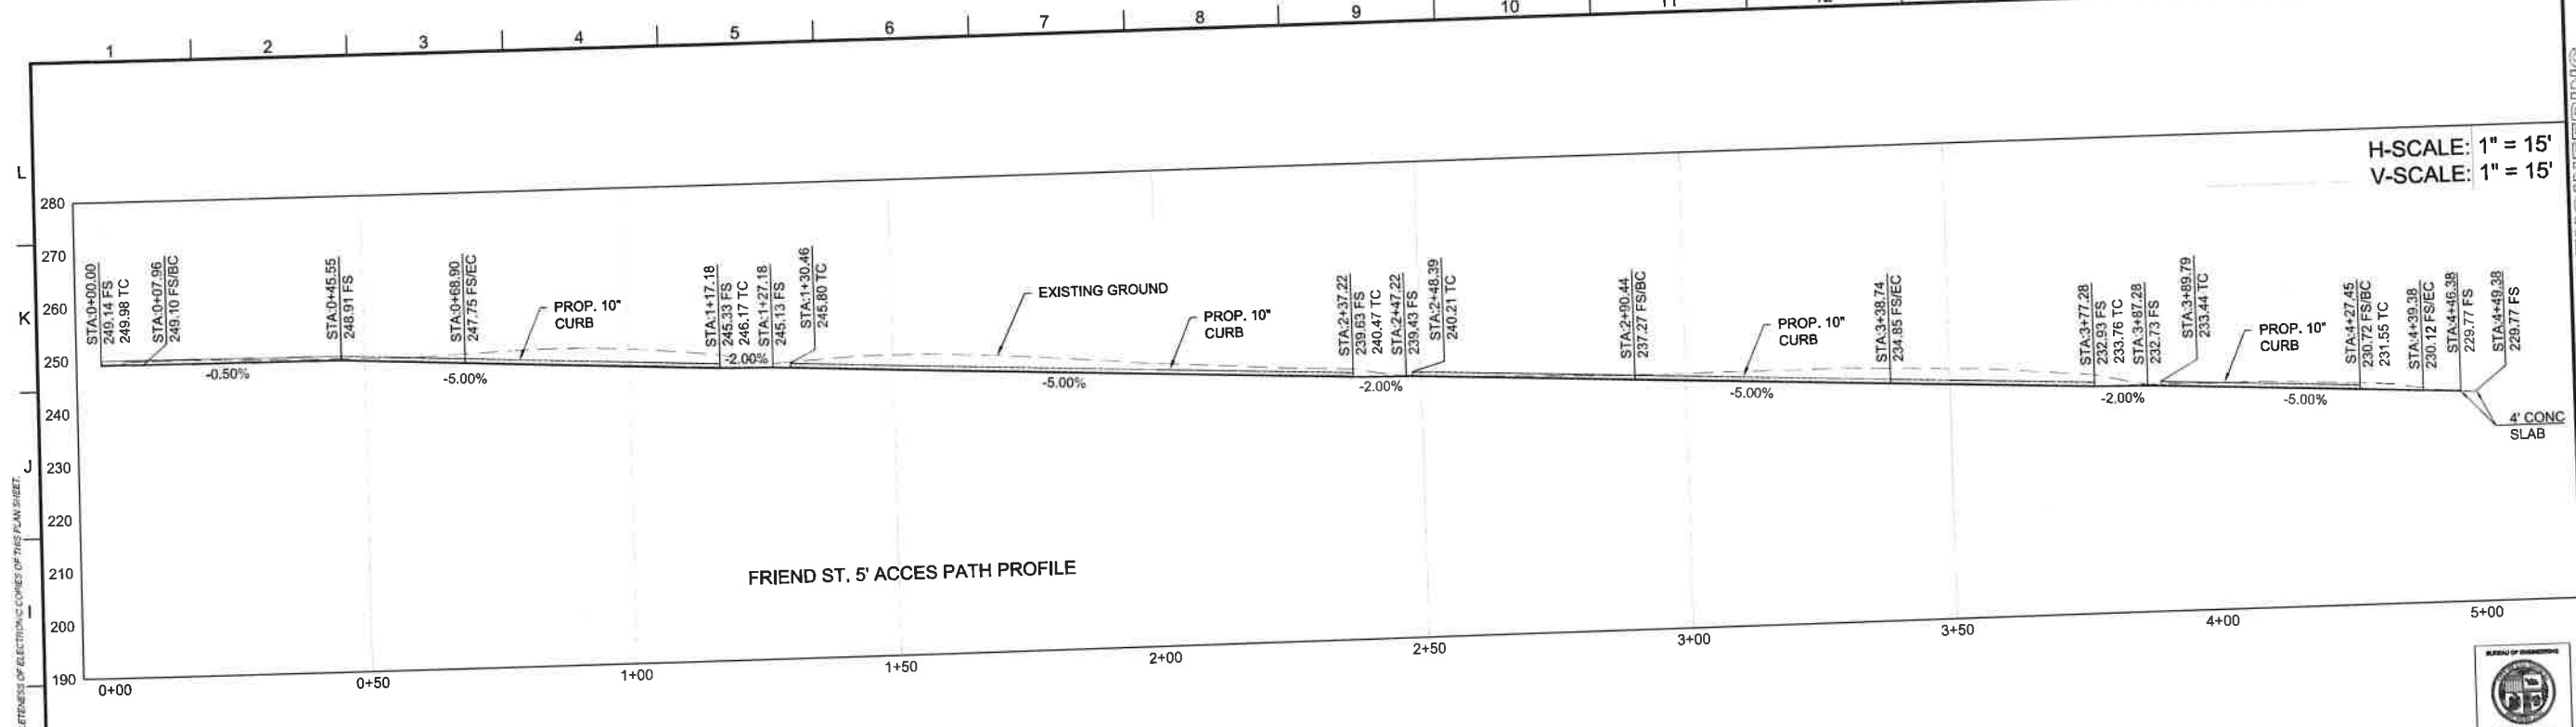 1
2
3
4
5
6
7
8
9
10
H-SCALE: 1" = 15'
V-SCALE: 1" = 15'
L
K
J
I
280
270
260
250
240
230
220
210
200
190
STA:0+00.00
249.14 FS
249.98 TC
STA:0+07.96
249.10 FS/BC
STA:0+45.55
248.91 FS
STA:0+68.90
247.75 FS/EC
PROP. 10"
CURB
STA:1+17.18
245.33 FS
246.17 TC
STA:1+27.18
245.13 FS
STA:1+30.46
245.80 TC
EXISTING GROUND
PROP. 10"
CURB
STA:2+37.22
239.63 FS
240.47 TC
STA:2+47.22
239.43 FS
STA:2+48.39
240.21 TC
STA:2+90.44
237.27 FS/BC
PROP. 10"
CURB
STA:3+38.74
234.85 FS/EC
STA:3+77.28
232.93 FS
233.76 TC
STA:3+87.28
232.73 FS
STA:3+89.79
233.44 TC
PROP. 10"
CURB
STA:4+27.45
230.72 FS/BC
231.55 TC
STA:4+39.38
230.12 FS/EC
STA:4+46.38
229.77 FS
STA:4+49.38
229.77 FS
-0.50%
-5.00%
-2.00%
-5.00%
-2.00%
-5.00%
-2.00%
-5.00%
4' CONC
SLAB
FRIEND ST. 5' ACCES PATH PROFILE
0+00
0+50
1+00
1+50
2+00
2+50
3+00
3+50
4+00
5+00
OF ELECTRONIC COPIES OF THIS PLAN SHEET.
BUREAU OF ENGINEERING